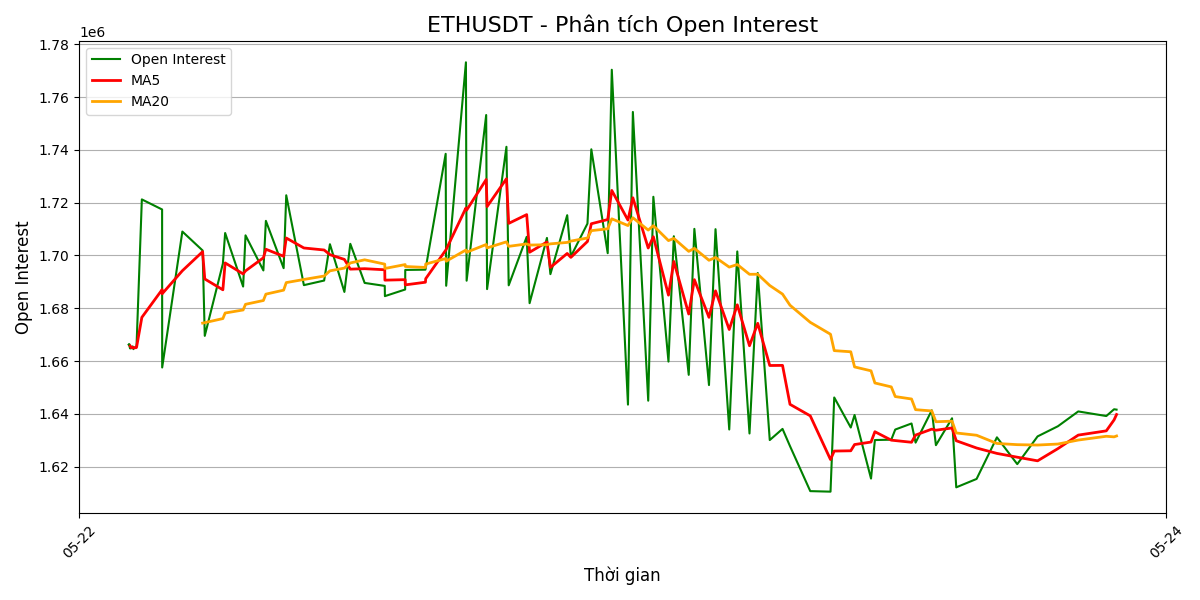 ETHUSDT - Phân tích Open Interest
1e6
Open Interest
MA5
MA20
1.78
1.76
1.74
1.72
1.70
1.68
1.66
1.64
1.62
Open Interest
05-22
05-24
Thời gian